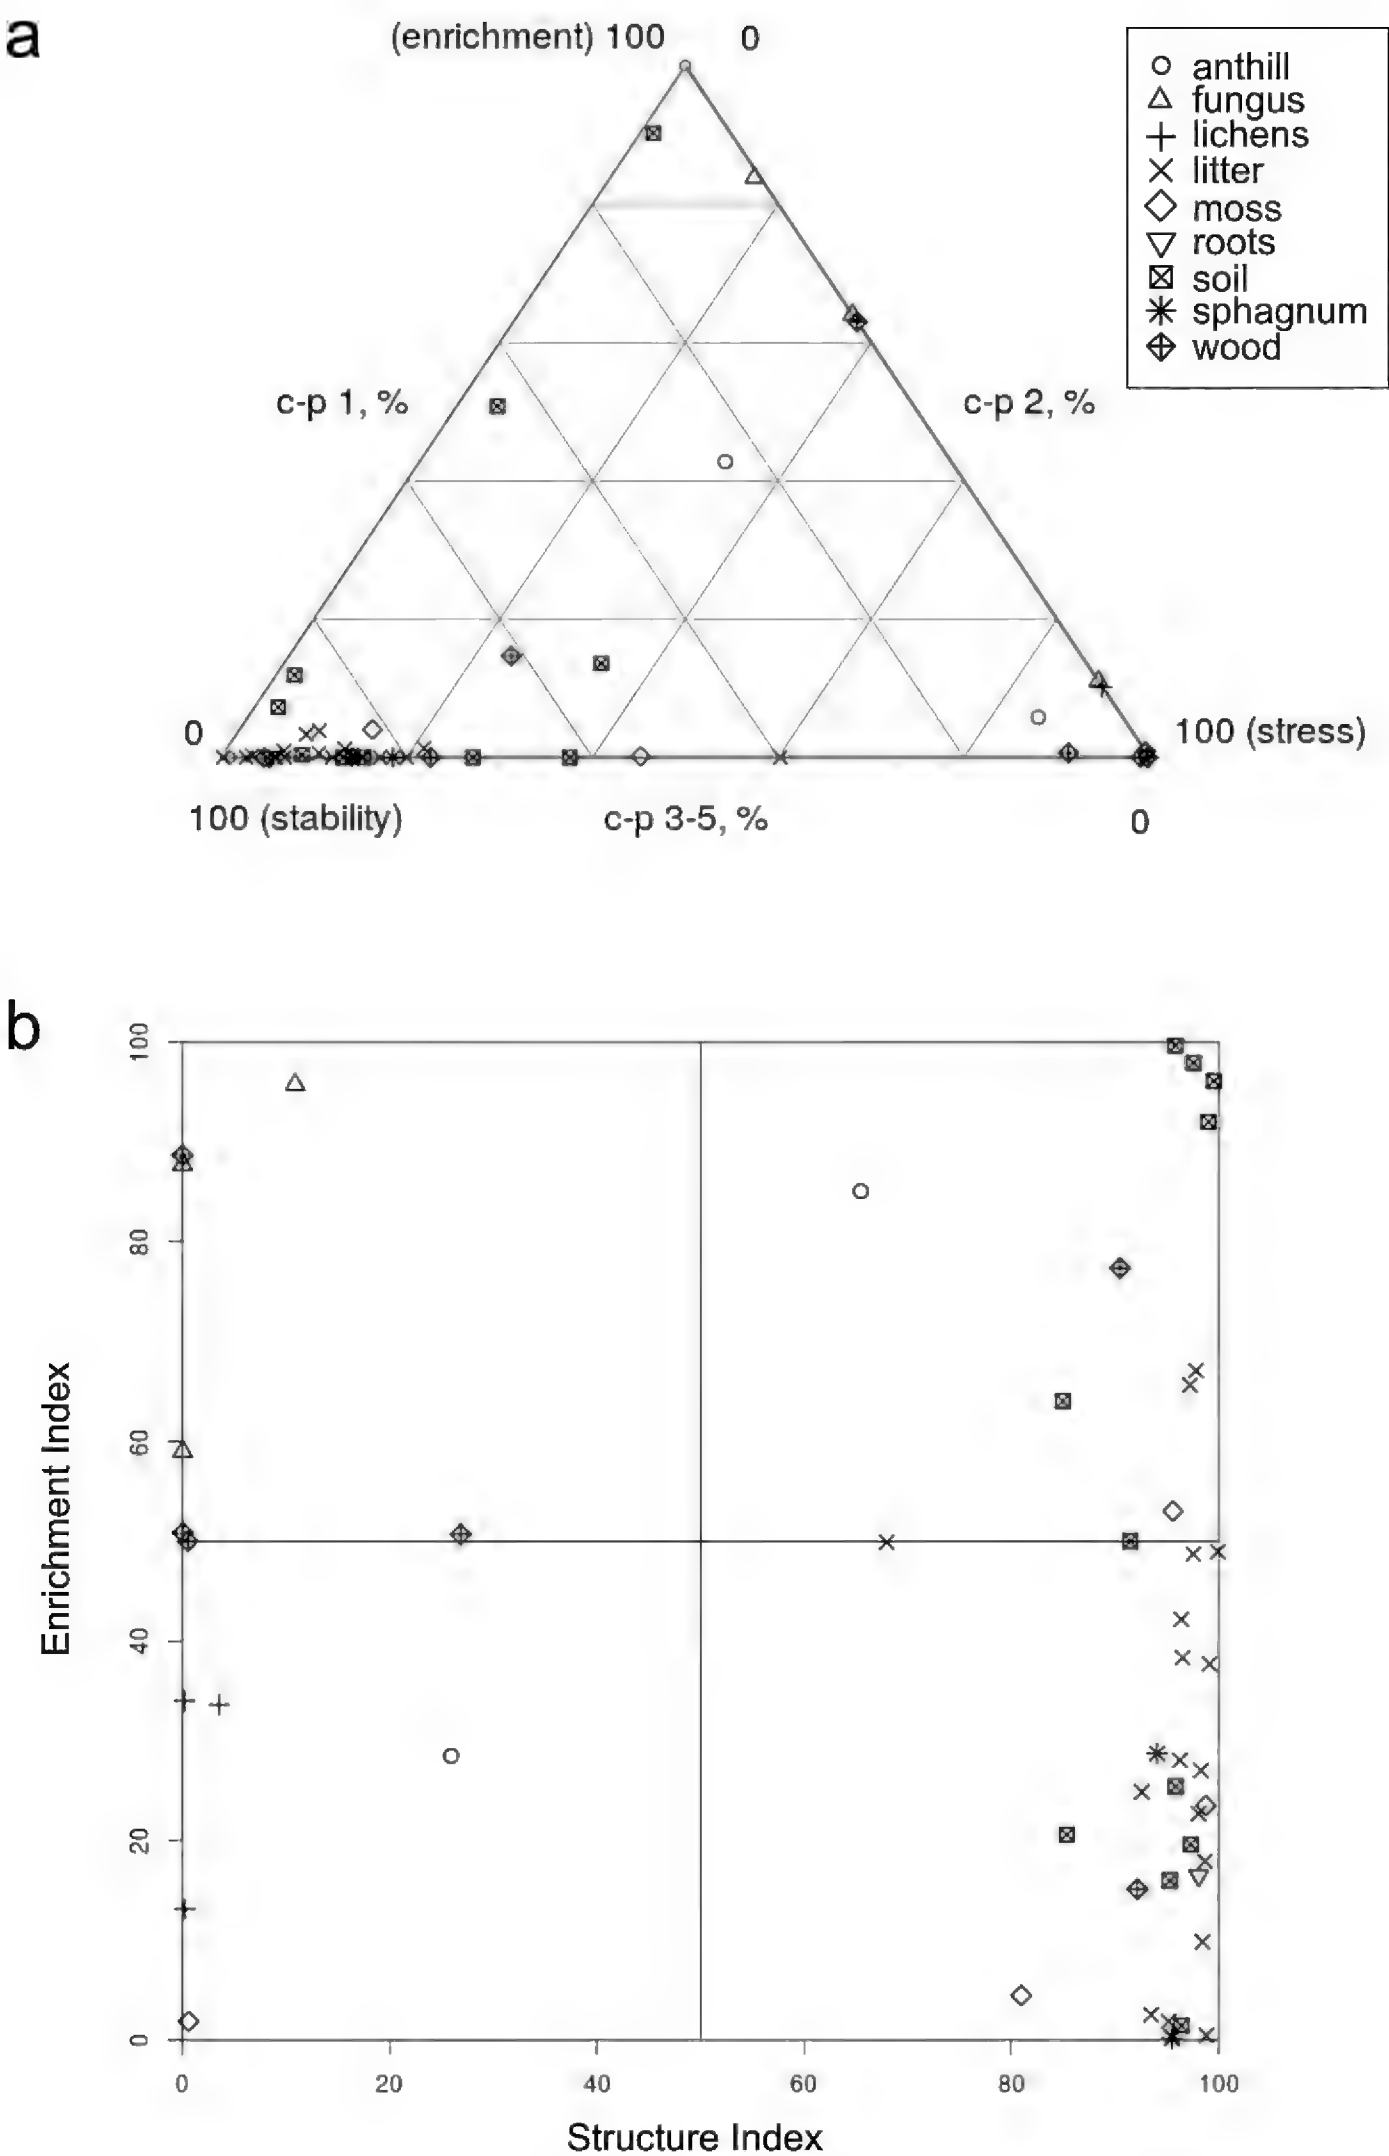 a
(enrichment) 100 0
anthill
fungus
lichens
litter
moss
roots
soil
sphagnum
wood
c-p 1, %
c-p 2, %
0
100 (stress)
100 (stability)
c-p 3-5, %
0
b
100
80
60
40
20
0
Enrichment Index
0 20 40 60 80 100
Structure Index